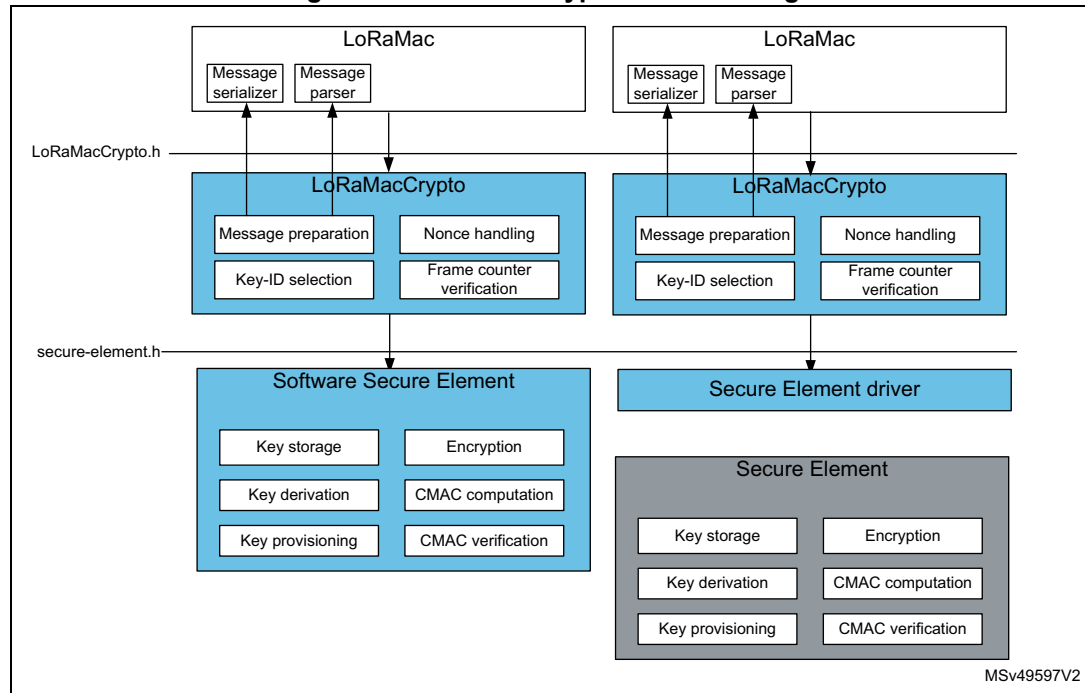 LoRaMac
Message
serializer
Message
parser
LoRaMac
Message
serializer
Message
parser
LoRaMacCrypto.h
LoRaMacCrypto
Message preparation
Nonce handling
Key-ID selection
Frame counter
verification
LoRaMacCrypto
Message preparation
Nonce handling
Key-ID selection
Frame counter
verification
secure-element.h
Software Secure Element
Key storage
Encryption
Key derivation
CMAC computation
Key provisioning
CMAC verification
Secure Element driver
Secure Element
Key storage
Encryption
Key derivation
CMAC computation
Key provisioning
CMAC verification
MSv49597V2